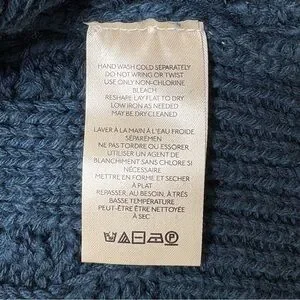 HAND WASH COLD SEPARATELY
DO NOT WRING OR TWIST
USE ONLY NON-CHLORINE
BLEACH
RESHAPE LAY FLAT TO DRY
LOW IRON AS NEEDED
MAY BE DRY CLEANED
LAVER À LA MAIN À L'EAU FROIDE
SÉPARÉMENT
NE PAS TORDRE OU ESSORER
UTILISER UN AGENT DE
BLANCHIMENT SANS CHLORE SI
NÉCESSAIRE
METTRE EN FORME ET SÉCHER
À PLAT
REPASSER, AU BESOIN, À TRÈS
BASSE TEMPÉRATURE
PEUT-ÊTRE ÊTRE NETTOYÉE
À SEC